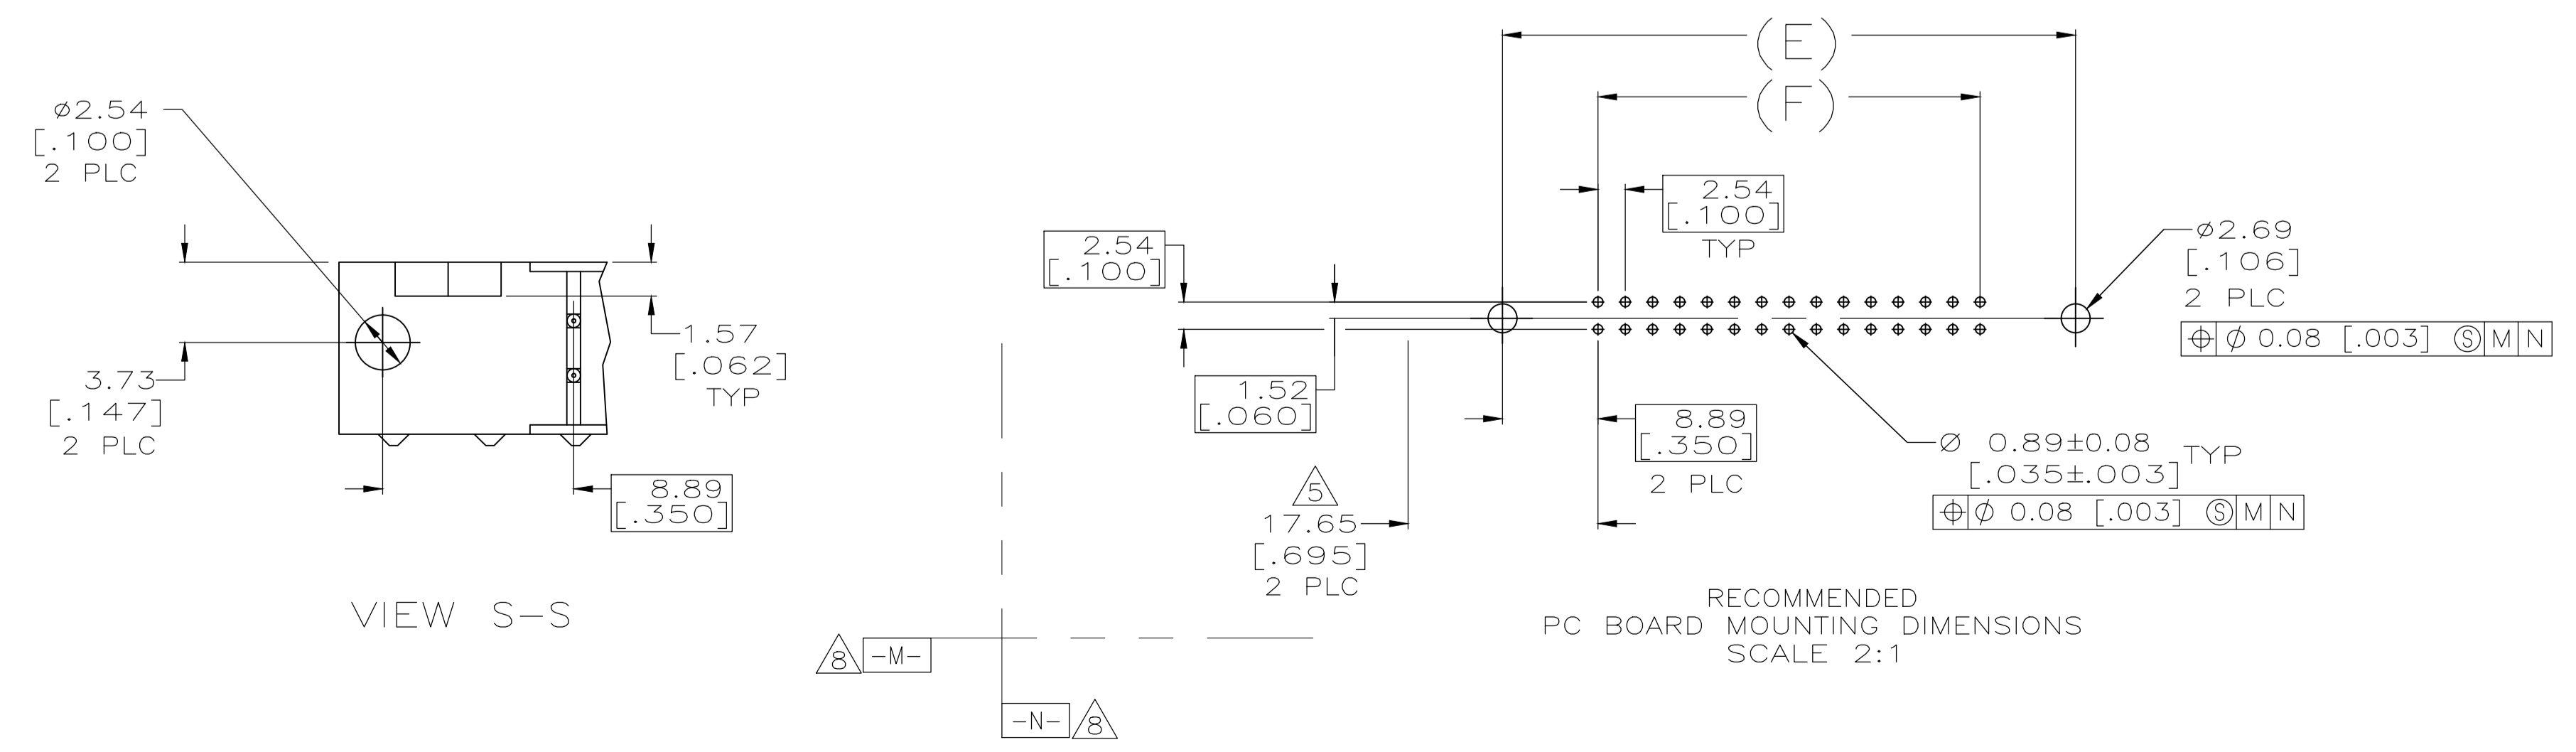 ⌀2.54
[.100]
2 PLC
3.73
[.147]
2 PLC
1.57
[.062]
TYP
8.89
[.350]
VIEW S-S
(E)
(F)
2.54
[.100]
TYP
2.54
[.100]
1.52
[.060]
8.89
[.350]
2 PLC
5
17.65
[.695]
2 PLC
⌀2.69
[.106]
2 PLC
⌖ ⌀ 0.08 [.003] Ⓢ M N
⌀ 0.89±0.08 TYP
[.035±.003]
⌖ ⌀ 0.08 [.003] Ⓢ M N
8 -M-
-N- 8
RECOMMENDED
PC BOARD MOUNTING DIMENSIONS
SCALE 2:1